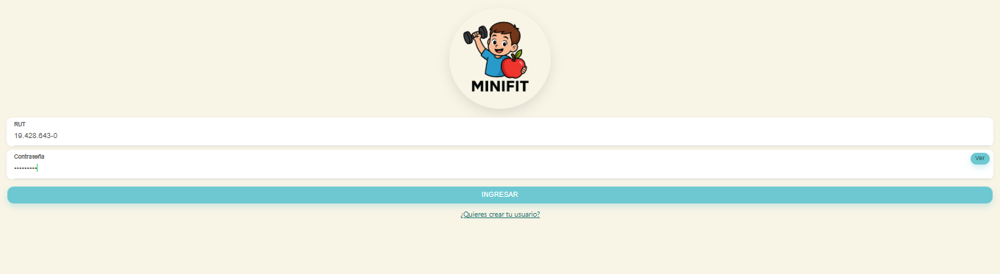 MINIFIT
RUT
19.428.643-0
Contraseña
Ver
•••••••••
INGRESAR
¿Quieres crear tu usuario?